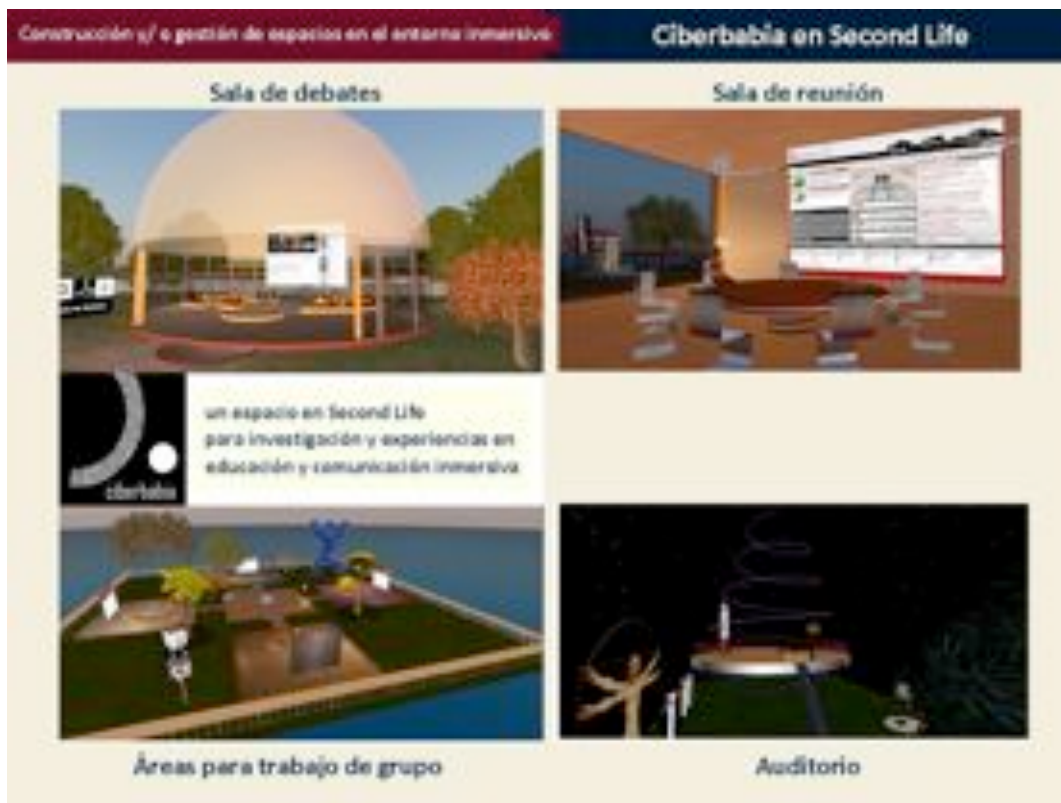 Construcción y/ o gestión de espacios en el entorno inmersivo
Ciberbabia en Second Life
Sala de debates
Sala de reunión
ciberbabia
un espacio en Second Life
para investigación y experiencias en
educación y comunicación inmersiva
Áreas para trabajo de grupo
Auditorio